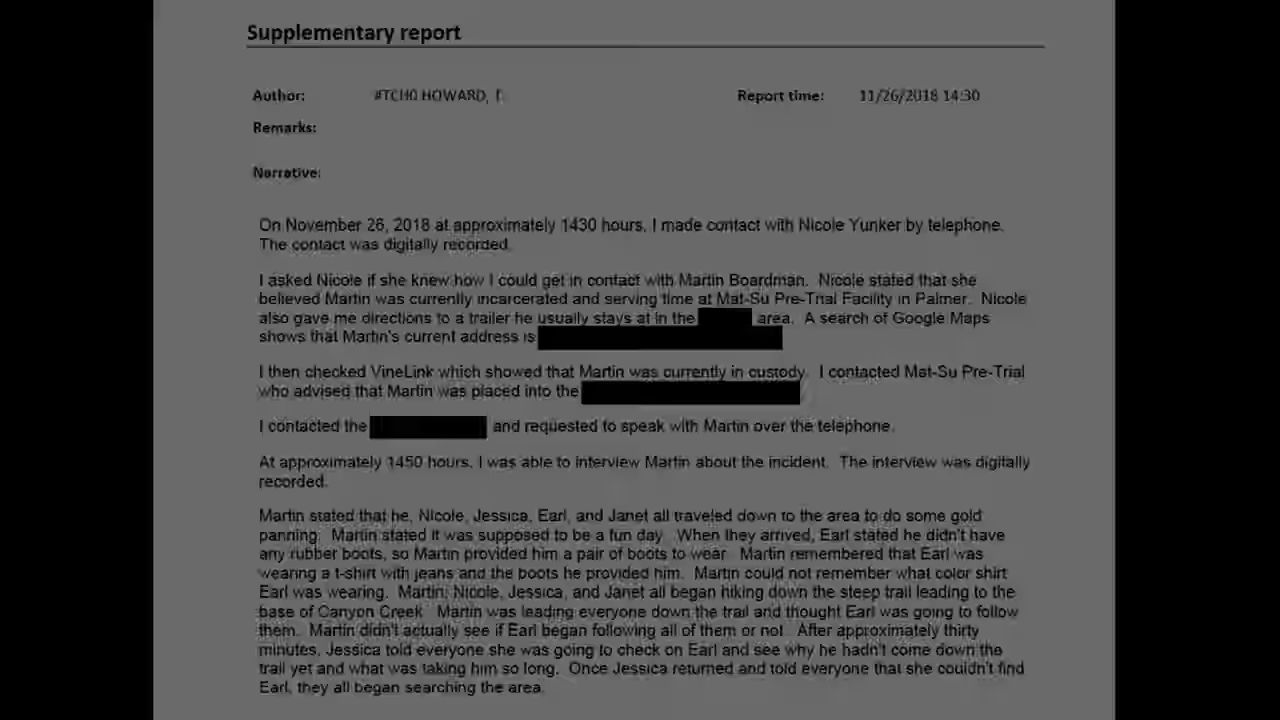 Supplementary report
Author: #TCH0 HOWARD, T. Report time: 11/26/2018 14:30
Remarks:
Narrative:
On November 26, 2018 at approximately 1430 hours, I made contact with Nicole Yunker by telephone.
The contact was digitally recorded.
I asked Nicole if she knew how I could get in contact with Martin Boardman. Nicole stated that she
believed Martin was currently incarcerated and serving time at Mat-Su Pre-Trial Facility in Palmer. Nicole
also gave me directions to a trailer he usually stays at in the area. A search of Google Maps
shows that Martin's current address is
I then checked VineLink which showed that Martin was currently in custody. I contacted Mat-Su Pre-Trial
who advised that Martin was placed into the
I contacted the and requested to speak with Martin over the telephone.
At approximately 1450 hours, I was able to interview Martin about the incident. The interview was digitally
recorded.
Martin stated that he, Nicole, Jessica, Earl, and Janet all traveled down to the area to do some gold
panning. Martin stated it was supposed to be a fun day. When they arrived, Earl stated he didn't have
any rubber boots, so Martin provided him a pair of boots to wear. Martin remembered that Earl was
wearing a t-shirt with jeans and the boots he provided him. Martin could not remember what color shirt
Earl was wearing. Martin, Nicole, Jessica, and Janet all began hiking down the steep trail leading to the
base of Canyon Creek. Martin was leading everyone down the trail and thought Earl was going to follow
them. Martin didn't actually see if Earl began following all of them or not. After approximately thirty
minutes, Jessica told everyone she was going to check on Earl and see why he hadn't come down the
trail yet and what was taking him so long. Once Jessica returned and told everyone that she couldn't find
Earl, they all began searching the area.